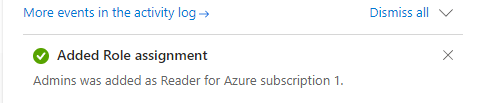 More events in the activity log →
Dismiss all
Added Role assignment
Admins was added as Reader for Azure subscription 1.